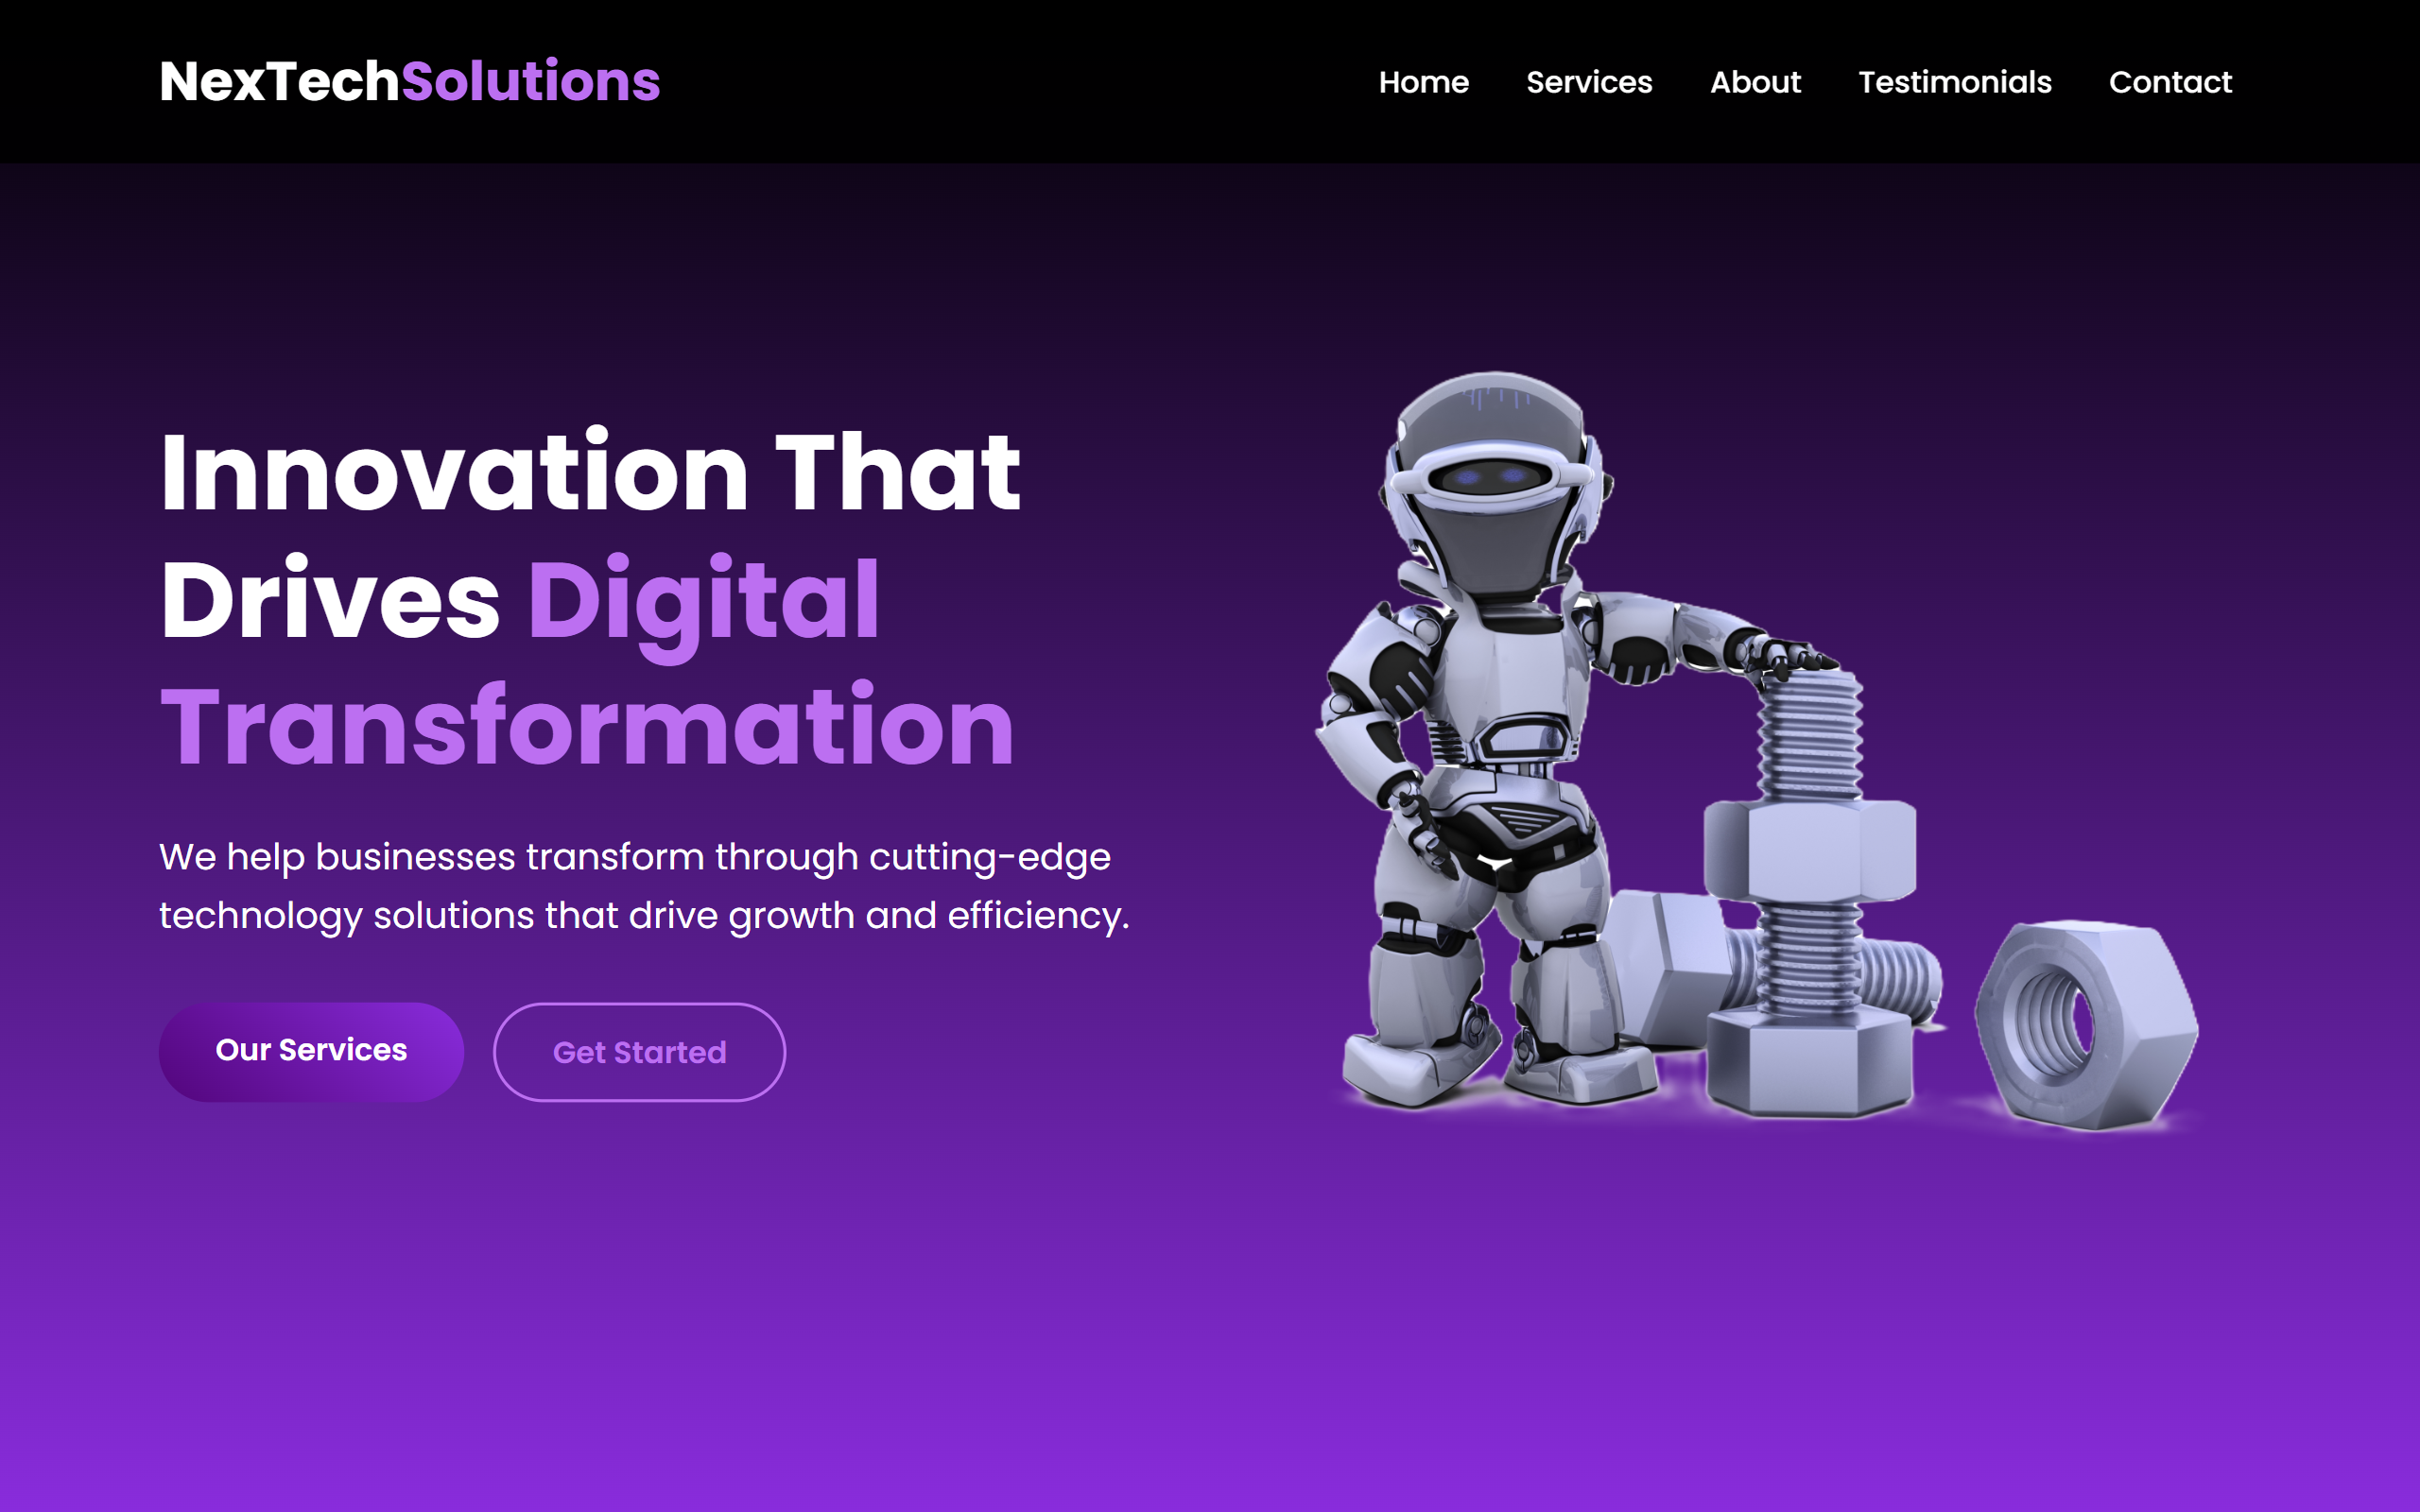 NexTechSolutions
Home Services About Testimonials Contact
Innovation That
Drives Digital
Transformation
We help businesses transform through cutting-edge
technology solutions that drive growth and efficiency.
Our Services
Get Started